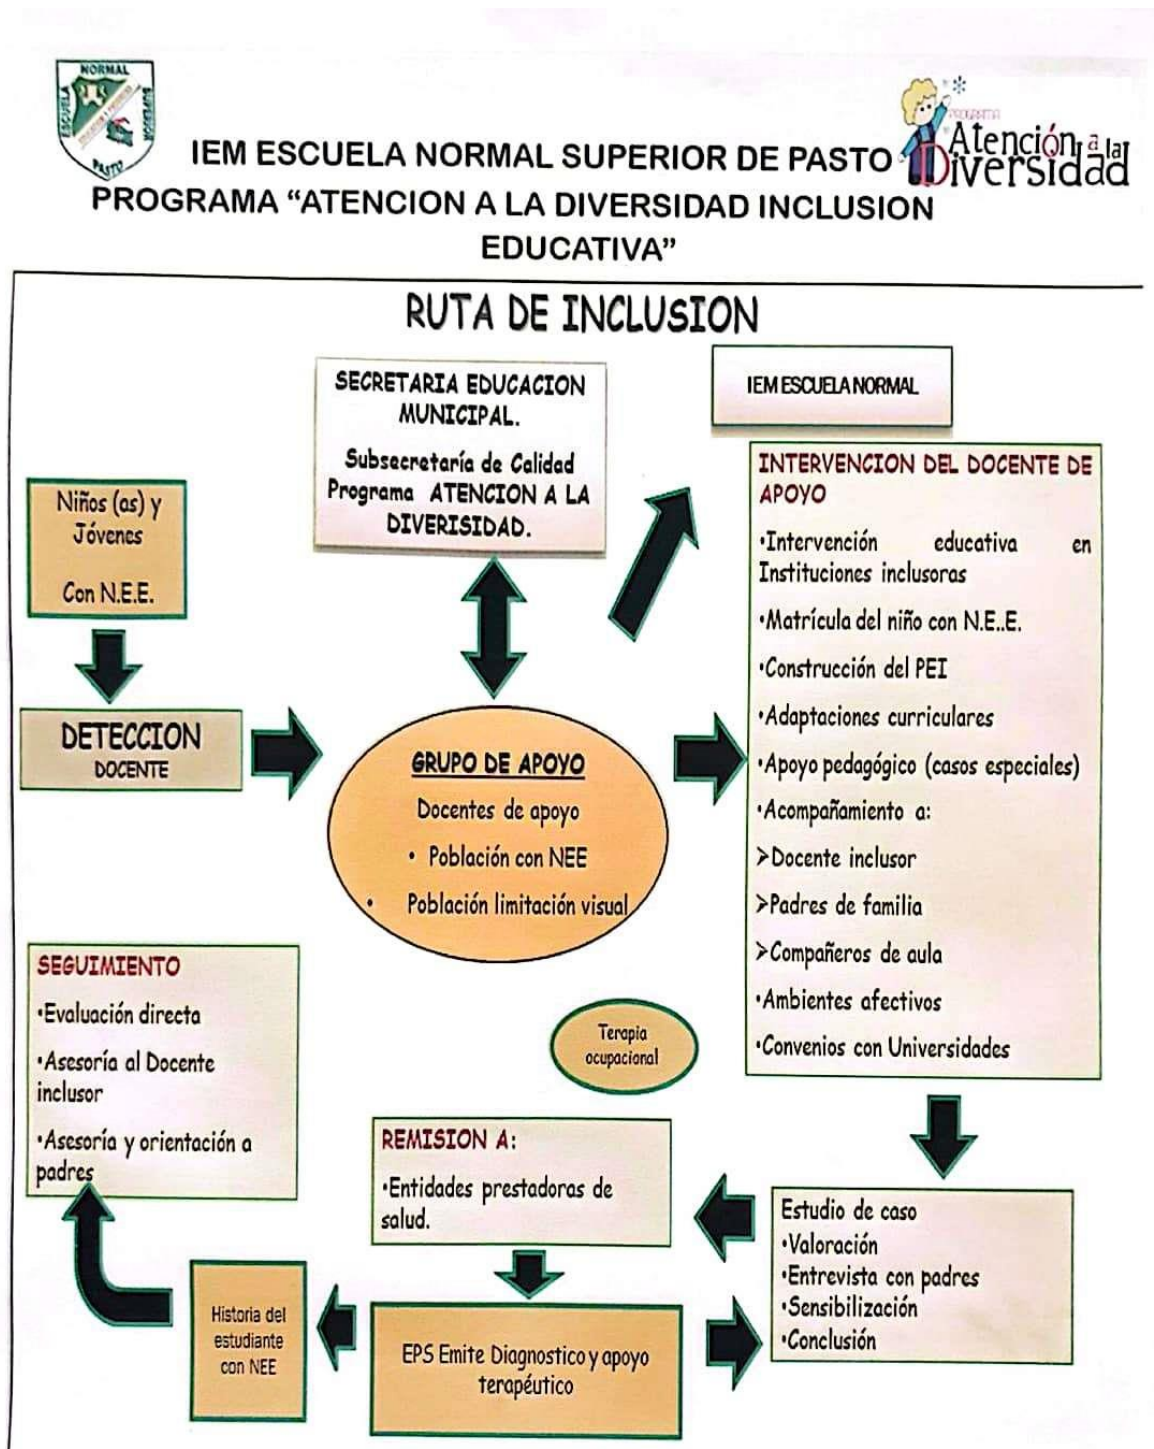 NORMAL
ESCUELA
SUPERIOR
PASTO
PROGRAMA
Atención a la
Diversidad
IEM ESCUELA NORMAL SUPERIOR DE PASTO
PROGRAMA “ATENCION A LA DIVERSIDAD INCLUSION
EDUCATIVA”
RUTA DE INCLUSION
SECRETARIA EDUCACION
MUNICIPAL.
Subsecretaría de Calidad
Programa ATENCION A LA
DIVERISIDAD.
IEM ESCUELA NORMAL
Niños (as) y
Jóvenes
Con N.E.E.
DETECCION
DOCENTE
GRUPO DE APOYO
Docentes de apoyo
• Población con NEE
• Población limitación visual
INTERVENCION DEL DOCENTE DE
APOYO
•Intervención educativa en
Instituciones inclusoras
•Matrícula del niño con N.E..E.
•Construcción del PEI
•Adaptaciones curriculares
•Apoyo pedagógico (casos especiales)
•Acompañamiento a:
➢Docente inclusor
➢Padres de familia
➢Compañeros de aula
•Ambientes afectivos
•Convenios con Universidades
Terapia
ocupacional
Estudio de caso
•Valoración
•Entrevista con padres
•Sensibilización
•Conclusión
REMISION A:
•Entidades prestadoras de
salud.
EPS Emite Diagnostico y apoyo
terapéutico
Historia del
estudiante
con NEE
SEGUIMIENTO
•Evaluación directa
•Asesoría al Docente
inclusor
•Asesoría y orientación a
padres